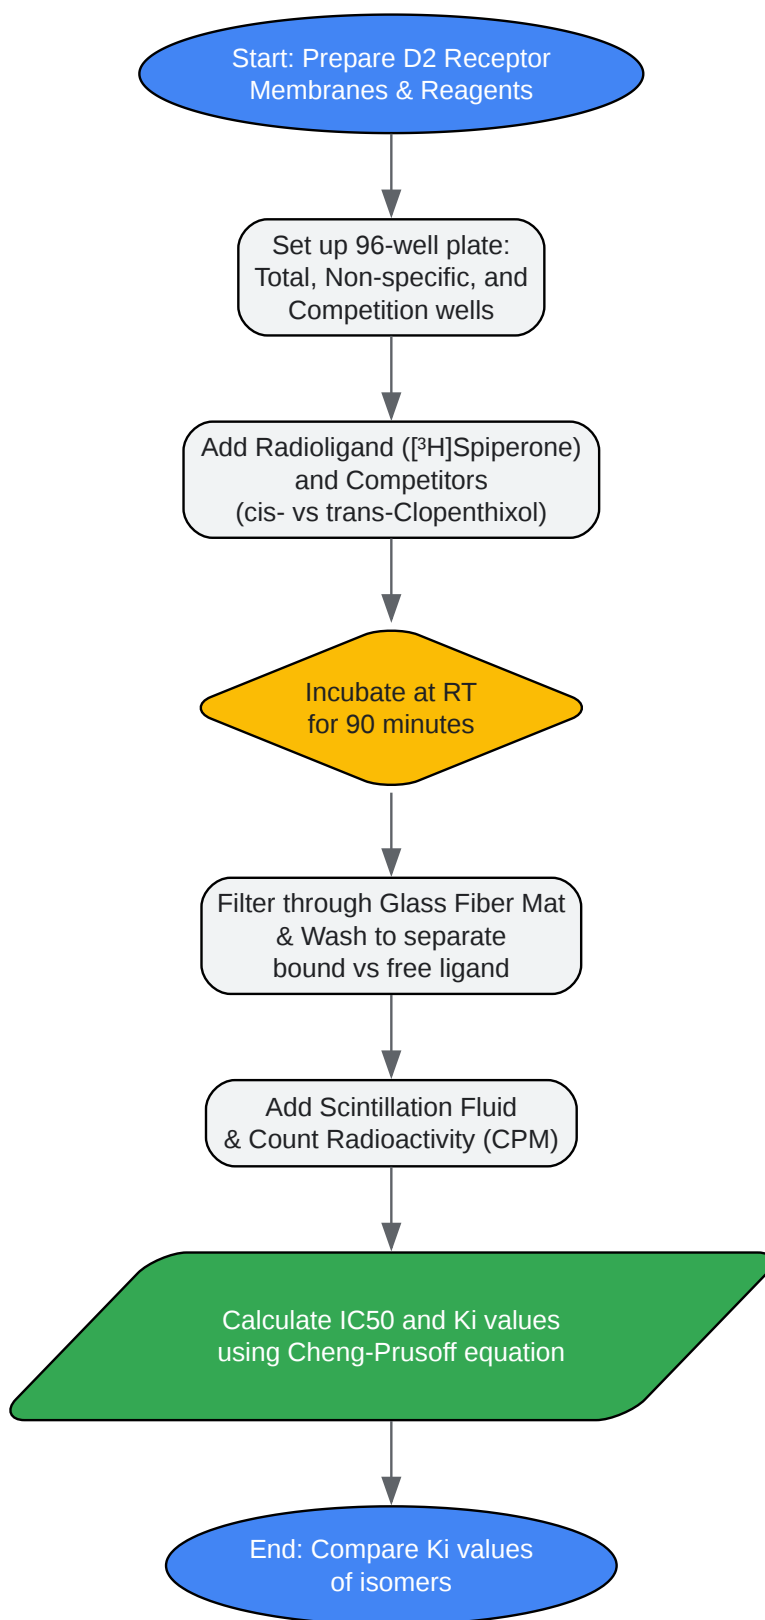 Start: Prepare D2 Receptor
Membranes & Reagents
Set up 96-well plate:
Total, Non-specific, and
Competition wells
Add Radioligand ([³H]Spiperone)
and Competitors
(cis- vs trans-Clopenthixol)
Incubate at RT
for 90 minutes
Filter through Glass Fiber Mat
& Wash to separate
bound vs free ligand
Add Scintillation Fluid
& Count Radioactivity (CPM)
Calculate IC50 and Ki values
using Cheng-Prusoff equation
End: Compare Ki values
of isomers